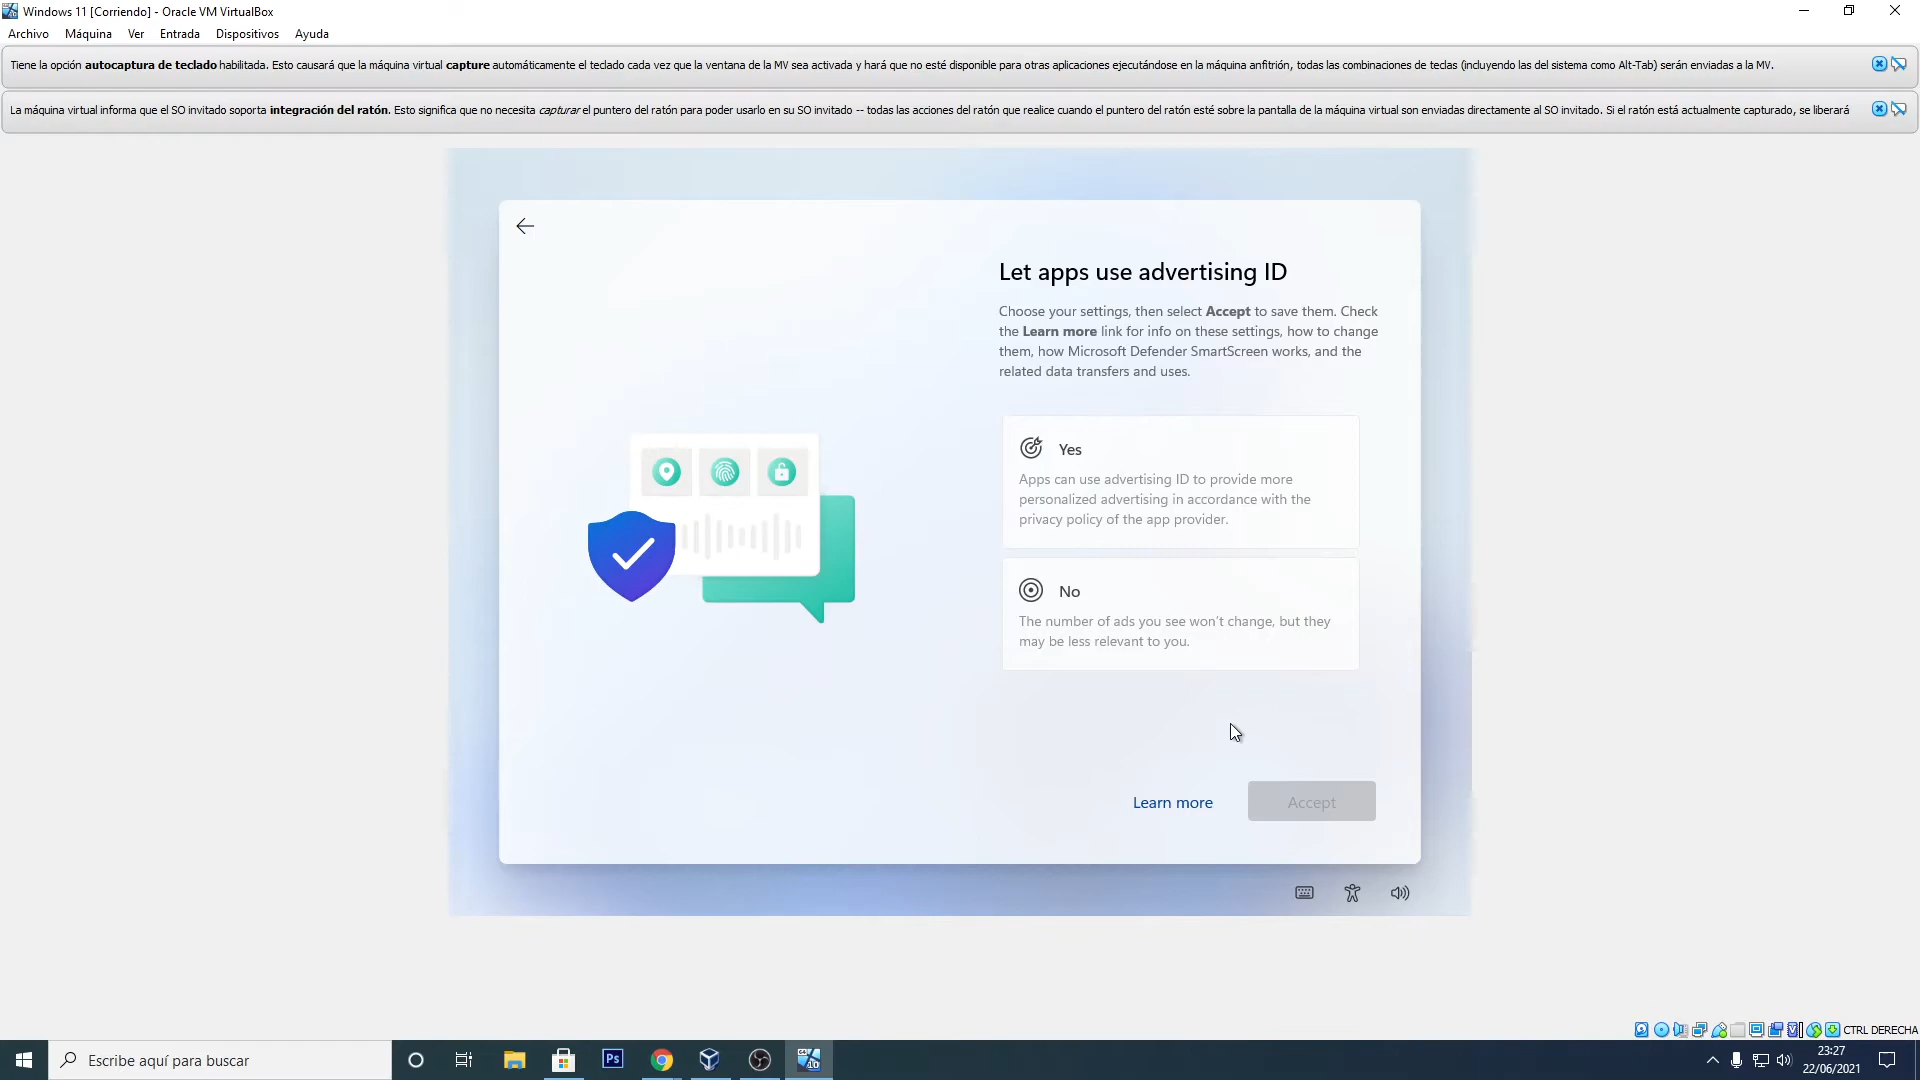 Windows 11 [Corriendo] - Oracle VM VirtualBox
Archivo Máquina Ver Entrada Dispositivos Ayuda
Tiene la opción autocaptura de teclado habilitada. Esto causará que la máquina virtual capture automáticamente el teclado cada vez que la ventana de la MV sea activada y hará que no esté disponible para otras aplicaciones ejecutándose en la máquina anfitrión, todas las combinaciones de teclas (incluyendo las del sistema como Alt-Tab) serán enviadas a la MV.
La máquina virtual informa que el SO invitado soporta integración del ratón. Esto significa que no necesita capturar el puntero del ratón para poder usarlo en su SO invitado -- todas las acciones del ratón que realice cuando el puntero del ratón esté sobre la pantalla de la máquina virtual son enviadas directamente al SO invitado. Si el ratón está actualmente capturado, se liberará
Let apps use advertising ID
Choose your settings, then select Accept to save them. Check
the Learn more link for info on these settings, how to change
them, how Microsoft Defender SmartScreen works, and the
related data transfers and uses.
Yes
Apps can use advertising ID to provide more
personalized advertising in accordance with the
privacy policy of the app provider.
No
The number of ads you see won't change, but they
may be less relevant to you.
Learn more
Accept
CTRL DERECHA
Escribe aquí para buscar
Ps
64
10
23:27
22/06/2021